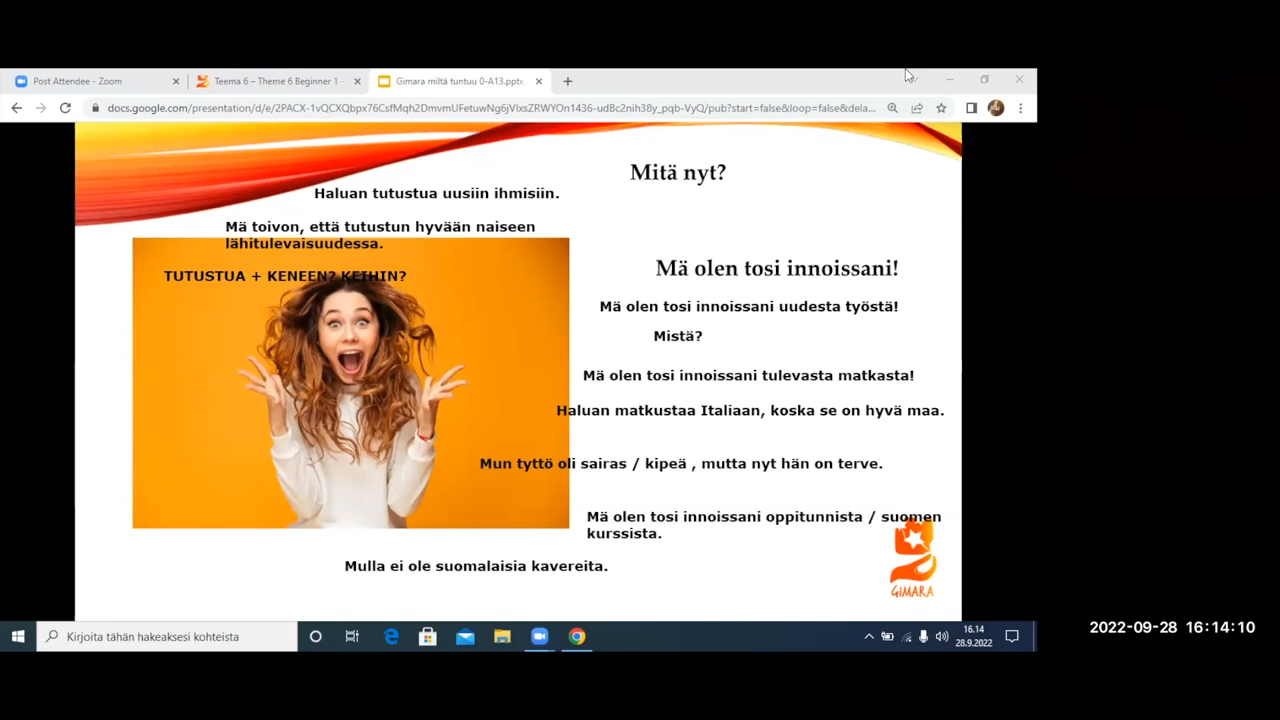 Post Attendee - Zoom
Teema 6 – Theme 6 Beginner 1 –
Gimara miltä tuntuu 0-A13.pptx
docs.google.com/presentation/d/e/2PACX-1vQCXQbpx76CsfMqh2DmvmUFetuwNg6jVlxsZRWYOn1436-udBc2nih38y_pqb-VyQ/pub?start=false&loop=false&dela...
Mitä nyt?
Haluan tutustua uusiin ihmisiin.
Mä toivon, että tutustun hyvään naiseen
lähitulevaisuudessa.
TUTUSTUA + KENEEN? KEIHIN?
Mä olen tosi innoissani!
Mä olen tosi innoissani uudesta työstä!
Mistä?
Mä olen tosi innoissani tulevasta matkasta!
Haluan matkustaa Italiaan, koska se on hyvä maa.
Mun tyttö oli sairas / kipeä , mutta nyt hän on terve.
Mä olen tosi innoissani oppitunnista / suomen
kurssista.
Mulla ei ole suomalaisia kavereita.
GIMARA
Kirjoita tähän hakeaksesi kohteista
16.14
28.9.2022
2022-09-28 16:14:10